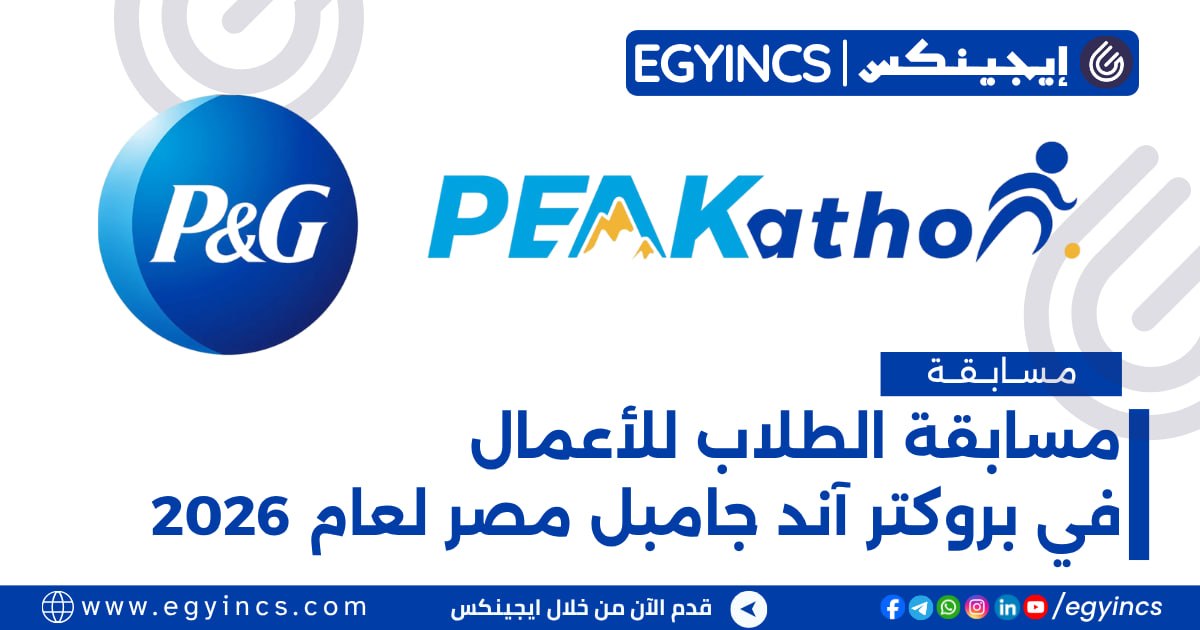 EGYINCS | إيجينكس
P&G
PEAKathon.
مسابقة
مسابقة الطلاب للأعمال
في بروكتر آند جامبل مصر لعام 2026
www.egyincs.com
قدم الآن من خلال ايجينكس
/egyincs